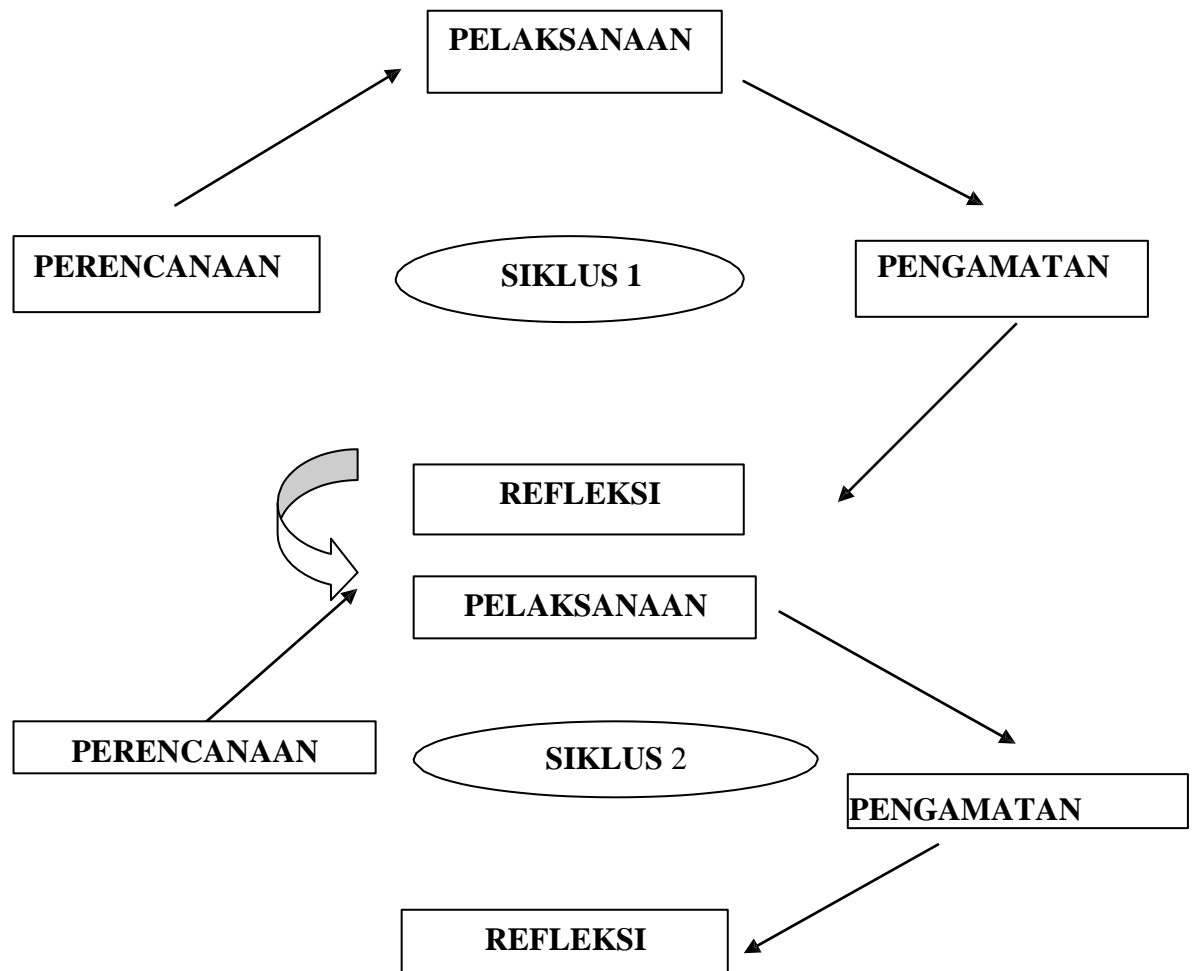 PELAKSANAAN
PERENCANAAN
SIKLUS 1
PENGAMATAN
REFLEKSI
PELAKSANAAN
PERENCANAAN
SIKLUS 2
PENGAMATAN
REFLEKSI